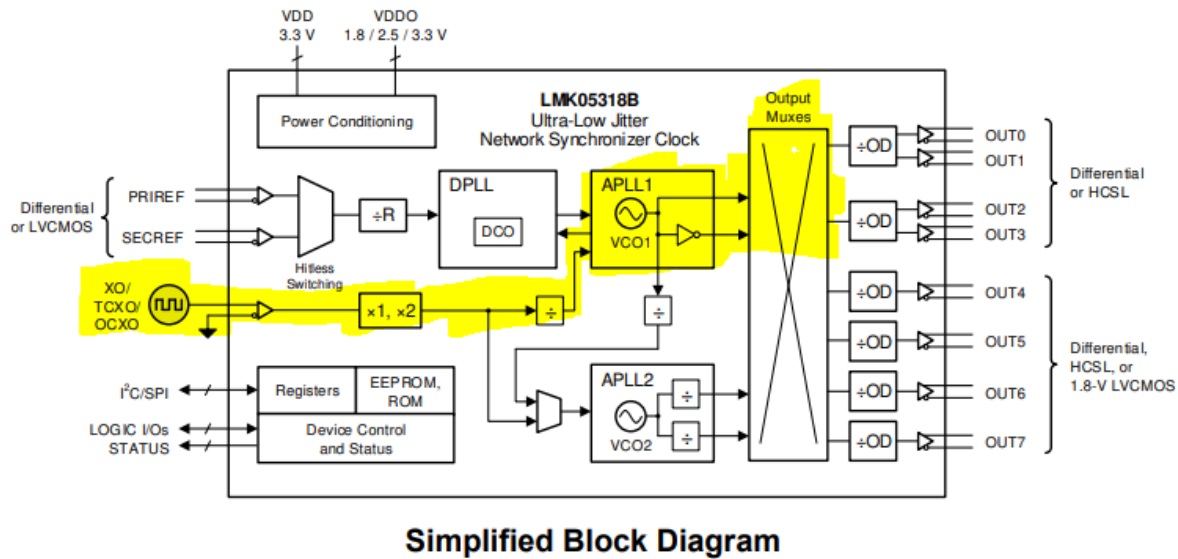 VDD
3.3 V
VDDO
1.8 / 2.5 / 3.3 V
Power Conditioning
LMK05318B
Ultra-Low Jitter
Network Synchronizer Clock
Output
Muxes
Differential
or LVCMOS
PRIREF
SECREF
Hitless
Switching
÷R
DPLL
DCO
APLL1
VCO1
÷OD
÷OD
OUT0
OUT1
OUT2
OUT3
Differential
or HCSL
XO/
TCXO/
OCXO
×1, ×2
÷
÷
APLL2
VCO2
÷
÷
÷OD
÷OD
÷OD
÷OD
OUT4
OUT5
OUT6
OUT7
Differential,
HCSL, or
1.8-V LVCMOS
I²C/SPI
LOGIC I/Os
STATUS
Registers
EEPROM,
ROM
Device Control
and Status
Simplified Block Diagram